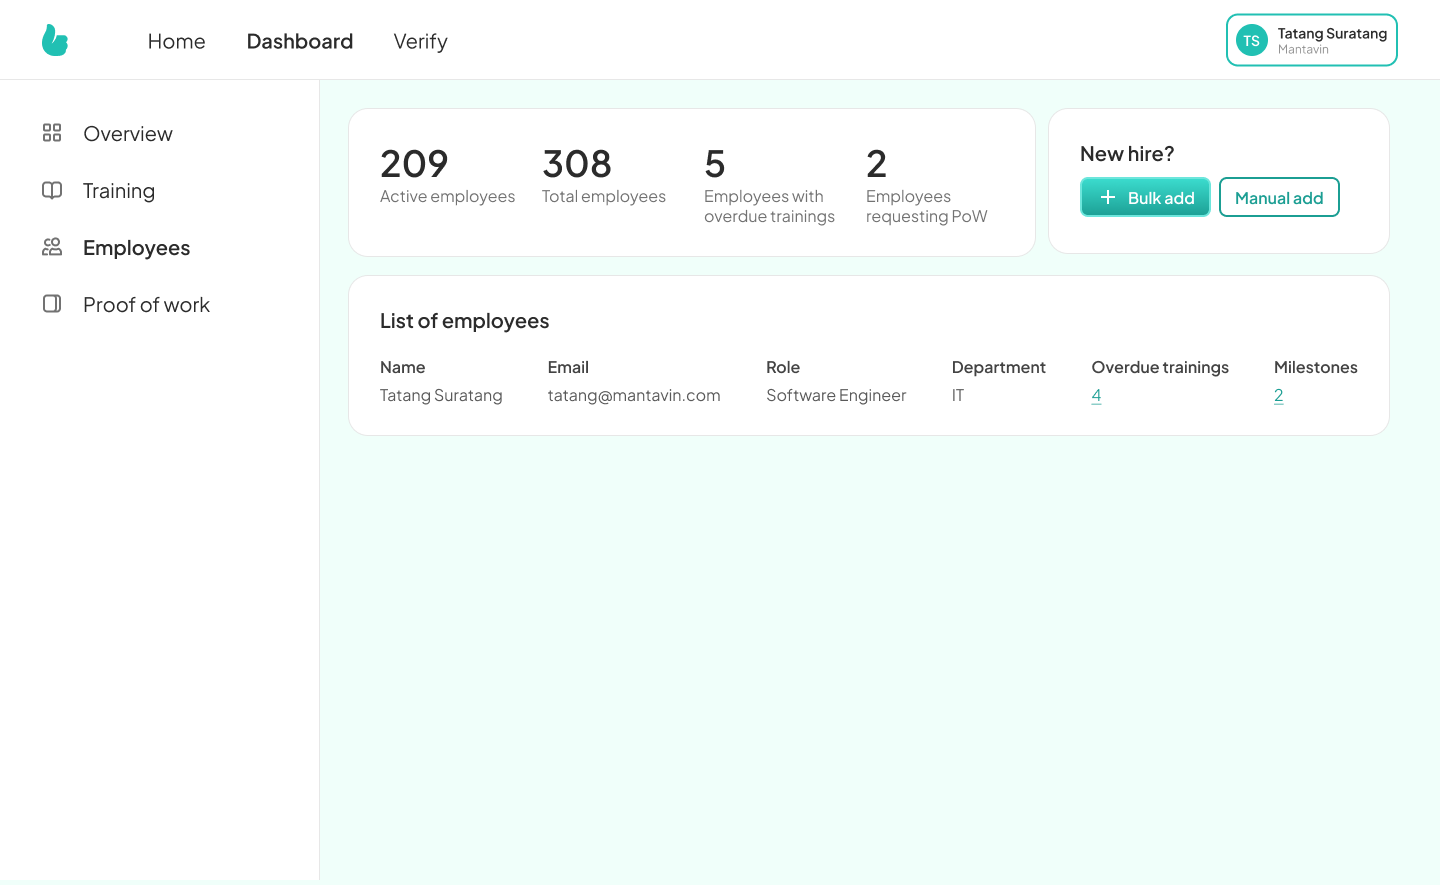 Home Dashboard Verify
TS Tatang Suratang
Mantavin
Overview
Training
Employees
Proof of work
209 308 5 2
Active employees Total employees Employees with Employees
overdue trainings requesting PoW
New hire?
Bulk add Manual add
List of employees
Name Email Role Department Overdue trainings Milestones
Tatang Suratang tatang@mantavin.com Software Engineer IT 4 2